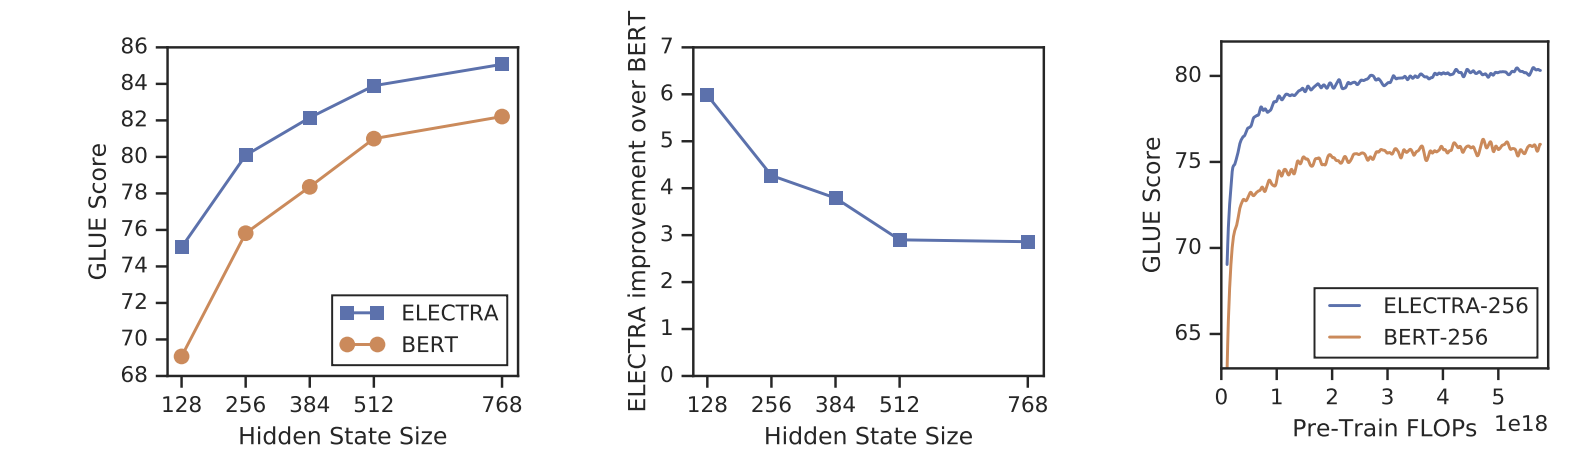 86
84
82
80
78
76
74
72
70
68
GLUE Score
ELECTRA
BERT
128 256 384 512 768
Hidden State Size
7
6
5
4
3
2
1
0
ELECTRA improvement over BERT
128 256 384 512 768
Hidden State Size
80
75
70
65
GLUE Score
ELECTRA-256
BERT-256
0 1 2 3 4 5
Pre-Train FLOPs 1e18